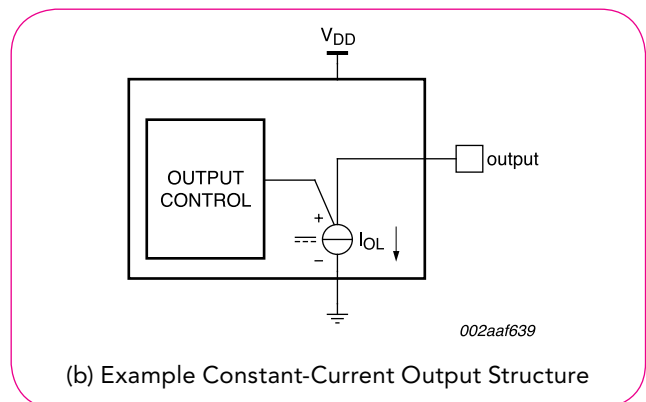 VDD
OUTPUT
CONTROL
output
+
IOL
−
002aaf639
(b) Example Constant-Current Output Structure